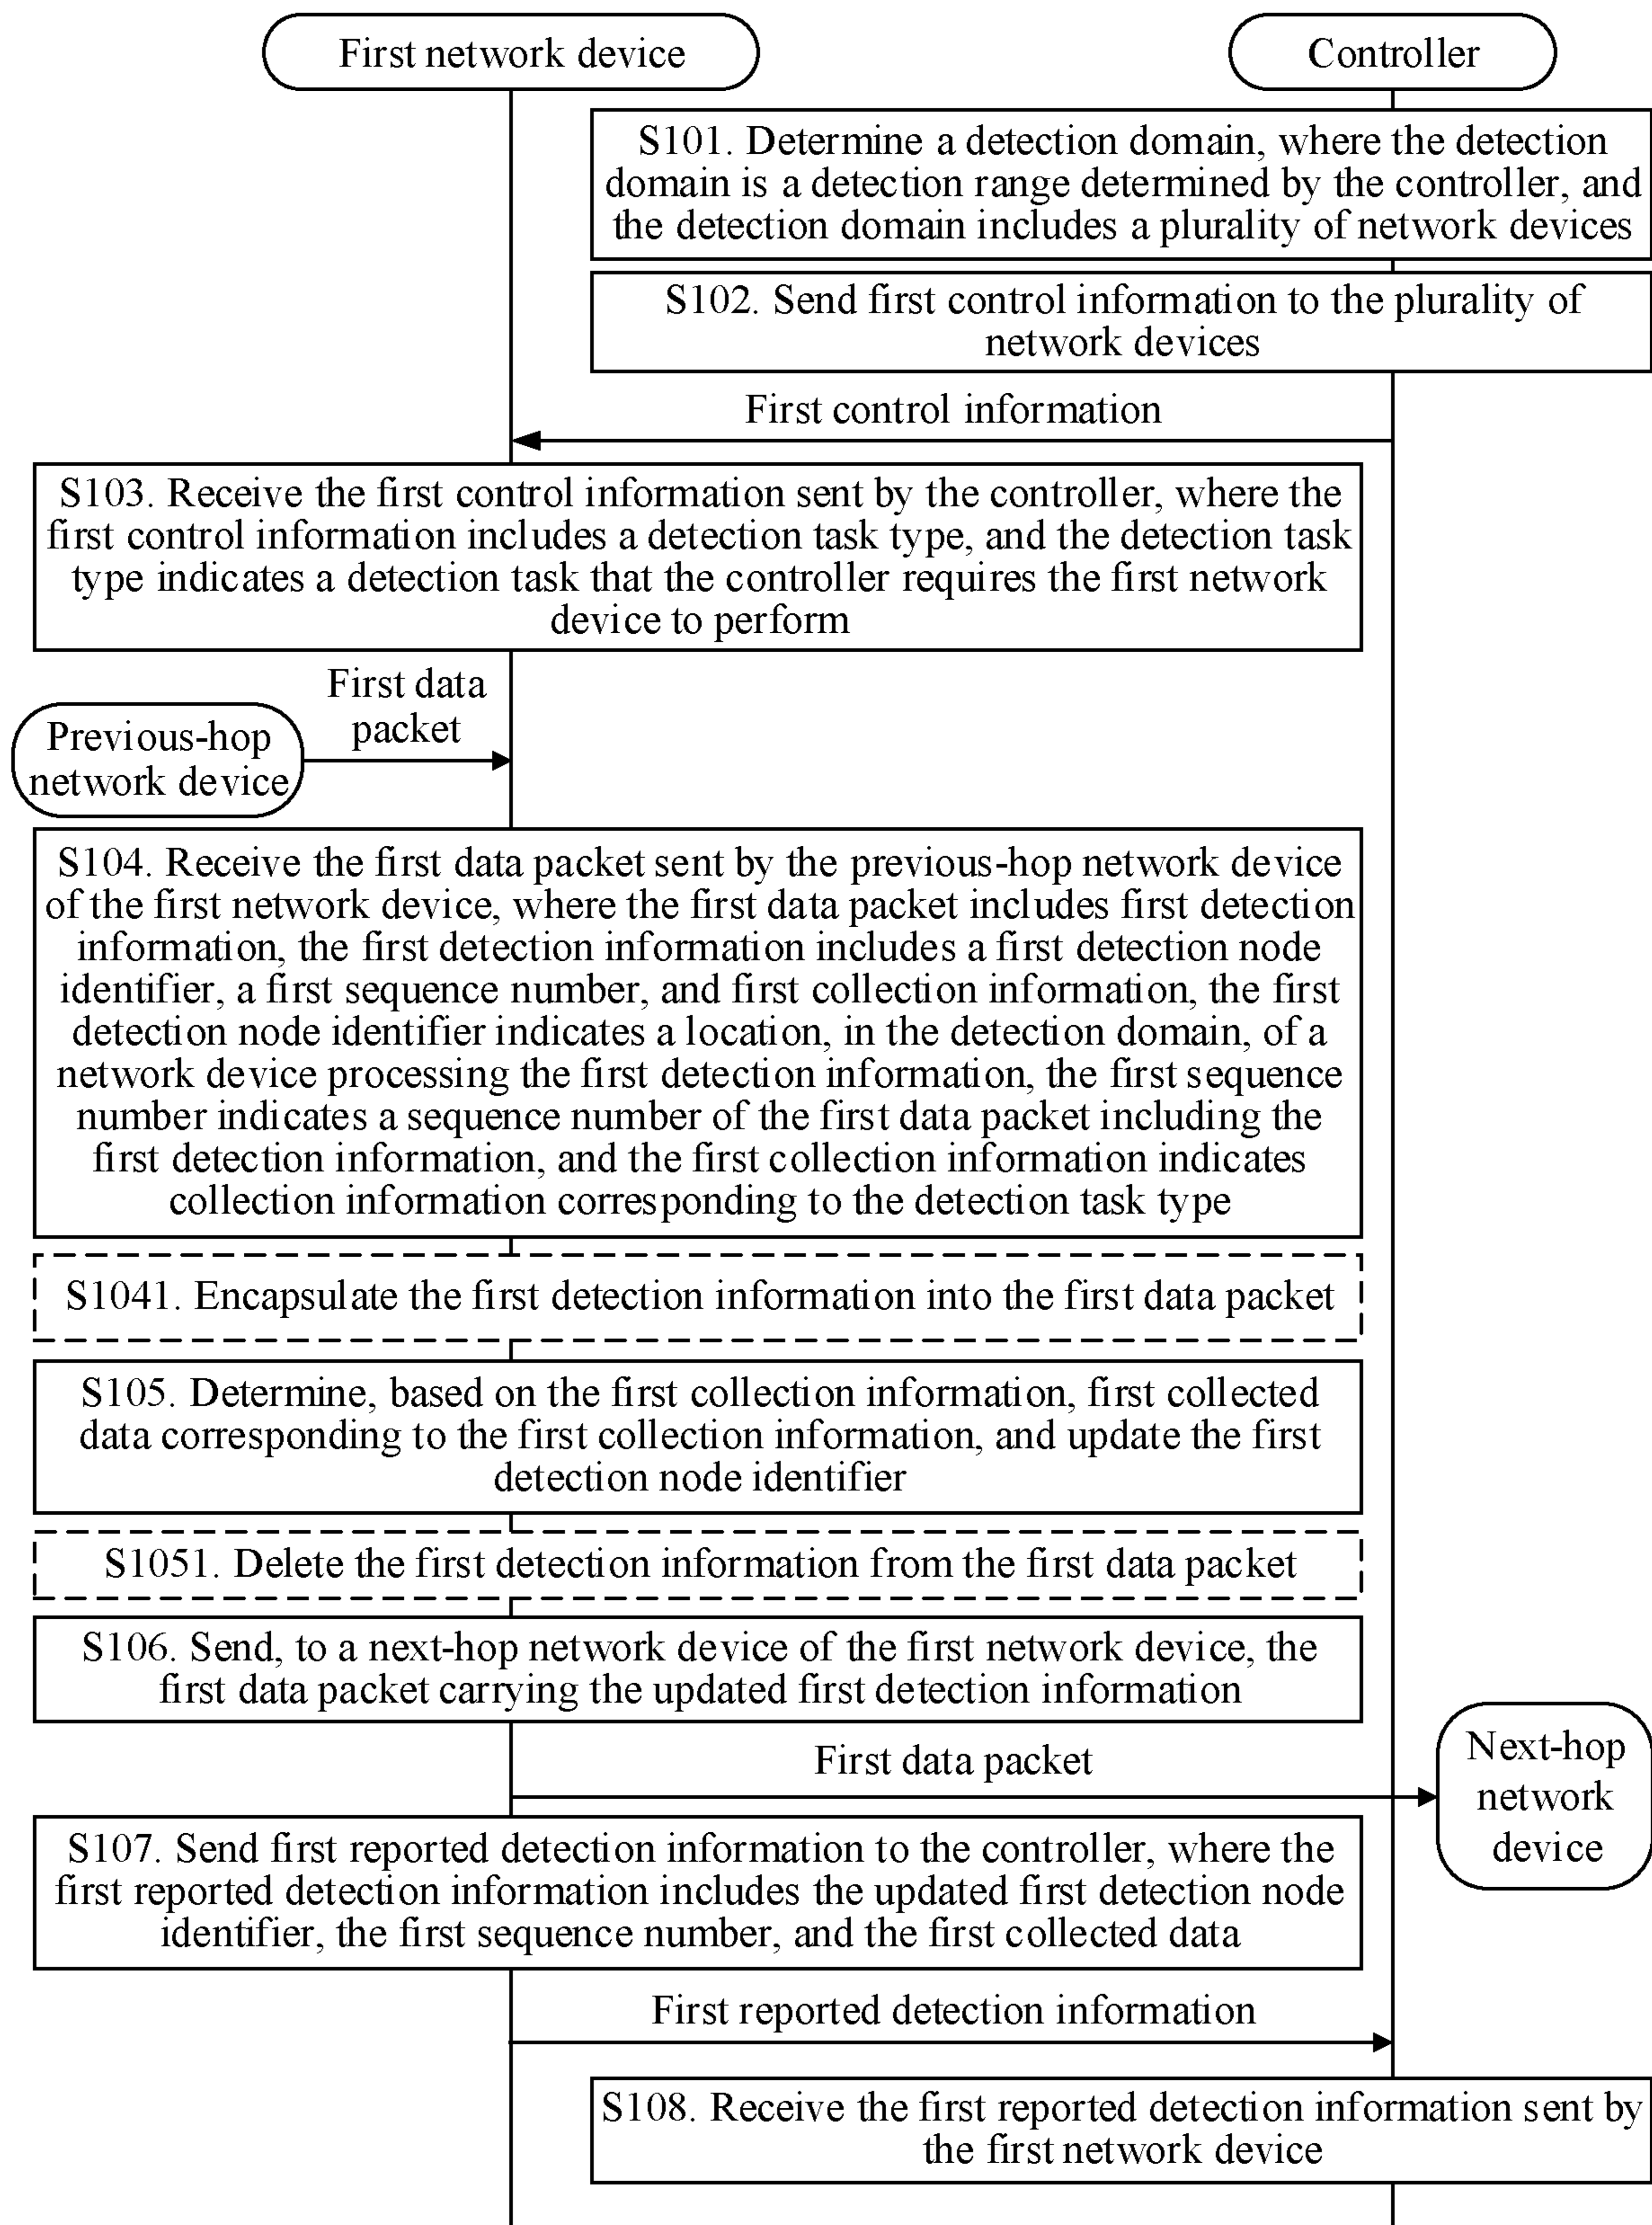 First network device
Controller
S101. Determine a detection domain, where the detection
domain is a detection range determined by the controller, and
the detection domain includes a plurality of network devices
S102. Send first control information to the plurality of
network devices
First control information
S103. Receive the first control information sent by the controller, where the
first control information includes a detection task type, and the detection task
type indicates a detection task that the controller requires the first network
device to perform
First data
packet
Previous-hop
network device
S104. Receive the first data packet sent by the previous-hop network device
of the first network device, where the first data packet includes first detection
information, the first detection information includes a first detection node
identifier, a first sequence number, and first collection information, the first
detection node identifier indicates a location, in the detection domain, of a
network device processing the first detection information, the first sequence
number indicates a sequence number of the first data packet including the
first detection information, and the first collection information indicates
collection information corresponding to the detection task type
S1041. Encapsulate the first detection information into the first data packet
S105. Determine, based on the first collection information, first collected
data corresponding to the first collection information, and update the first
detection node identifier
S1051. Delete the first detection information from the first data packet
S106. Send, to a next-hop network device of the first network device, the
first data packet carrying the updated first detection information
First data packet
Next-hop
network
device
S107. Send first reported detection information to the controller, where the
first reported detection information includes the updated first detection node
identifier, the first sequence number, and the first collected data
First reported detection information
S108. Receive the first reported detection information sent by
the first network device